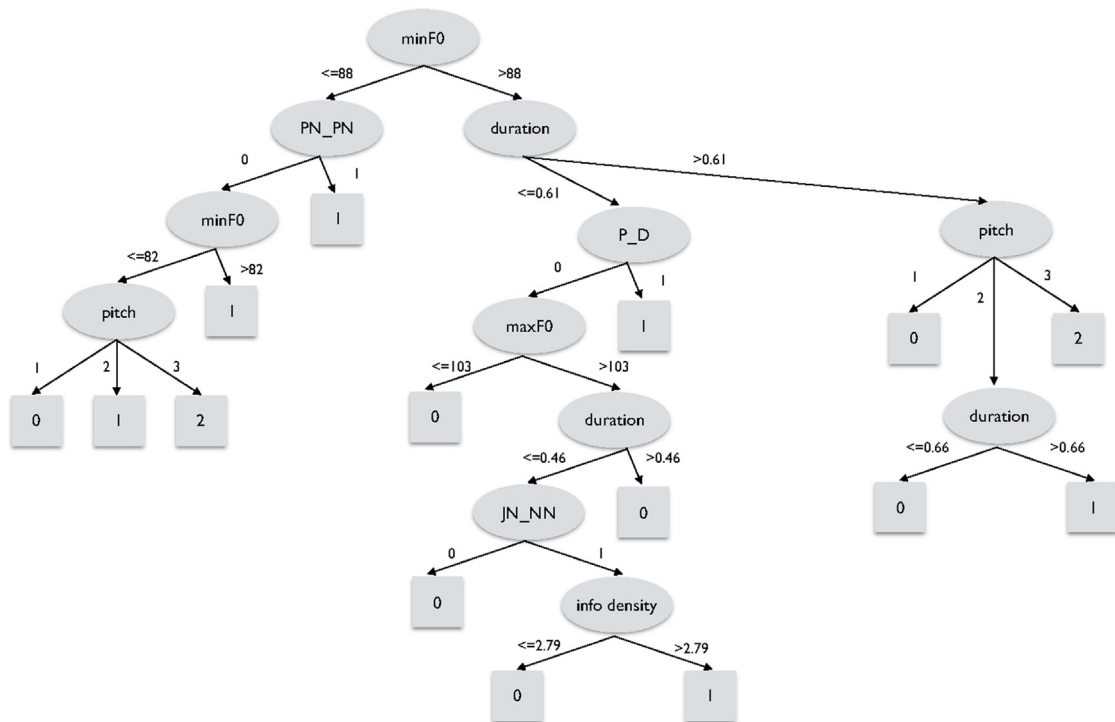 minF0
<=88 >88
PN_PN duration
0 1 >0.61
<=0.61
minF0 1 P_D pitch
<=82 >82 0 1 1 2 3
pitch 1 maxF0 1 0 2
1 2 3 <=103 >103
0 1 2 0 duration duration
<=0.46 >0.46 <=0.66 >0.66
JN_NN 0 0 1
0 1
0 info density
<=2.79 >2.79
0 1